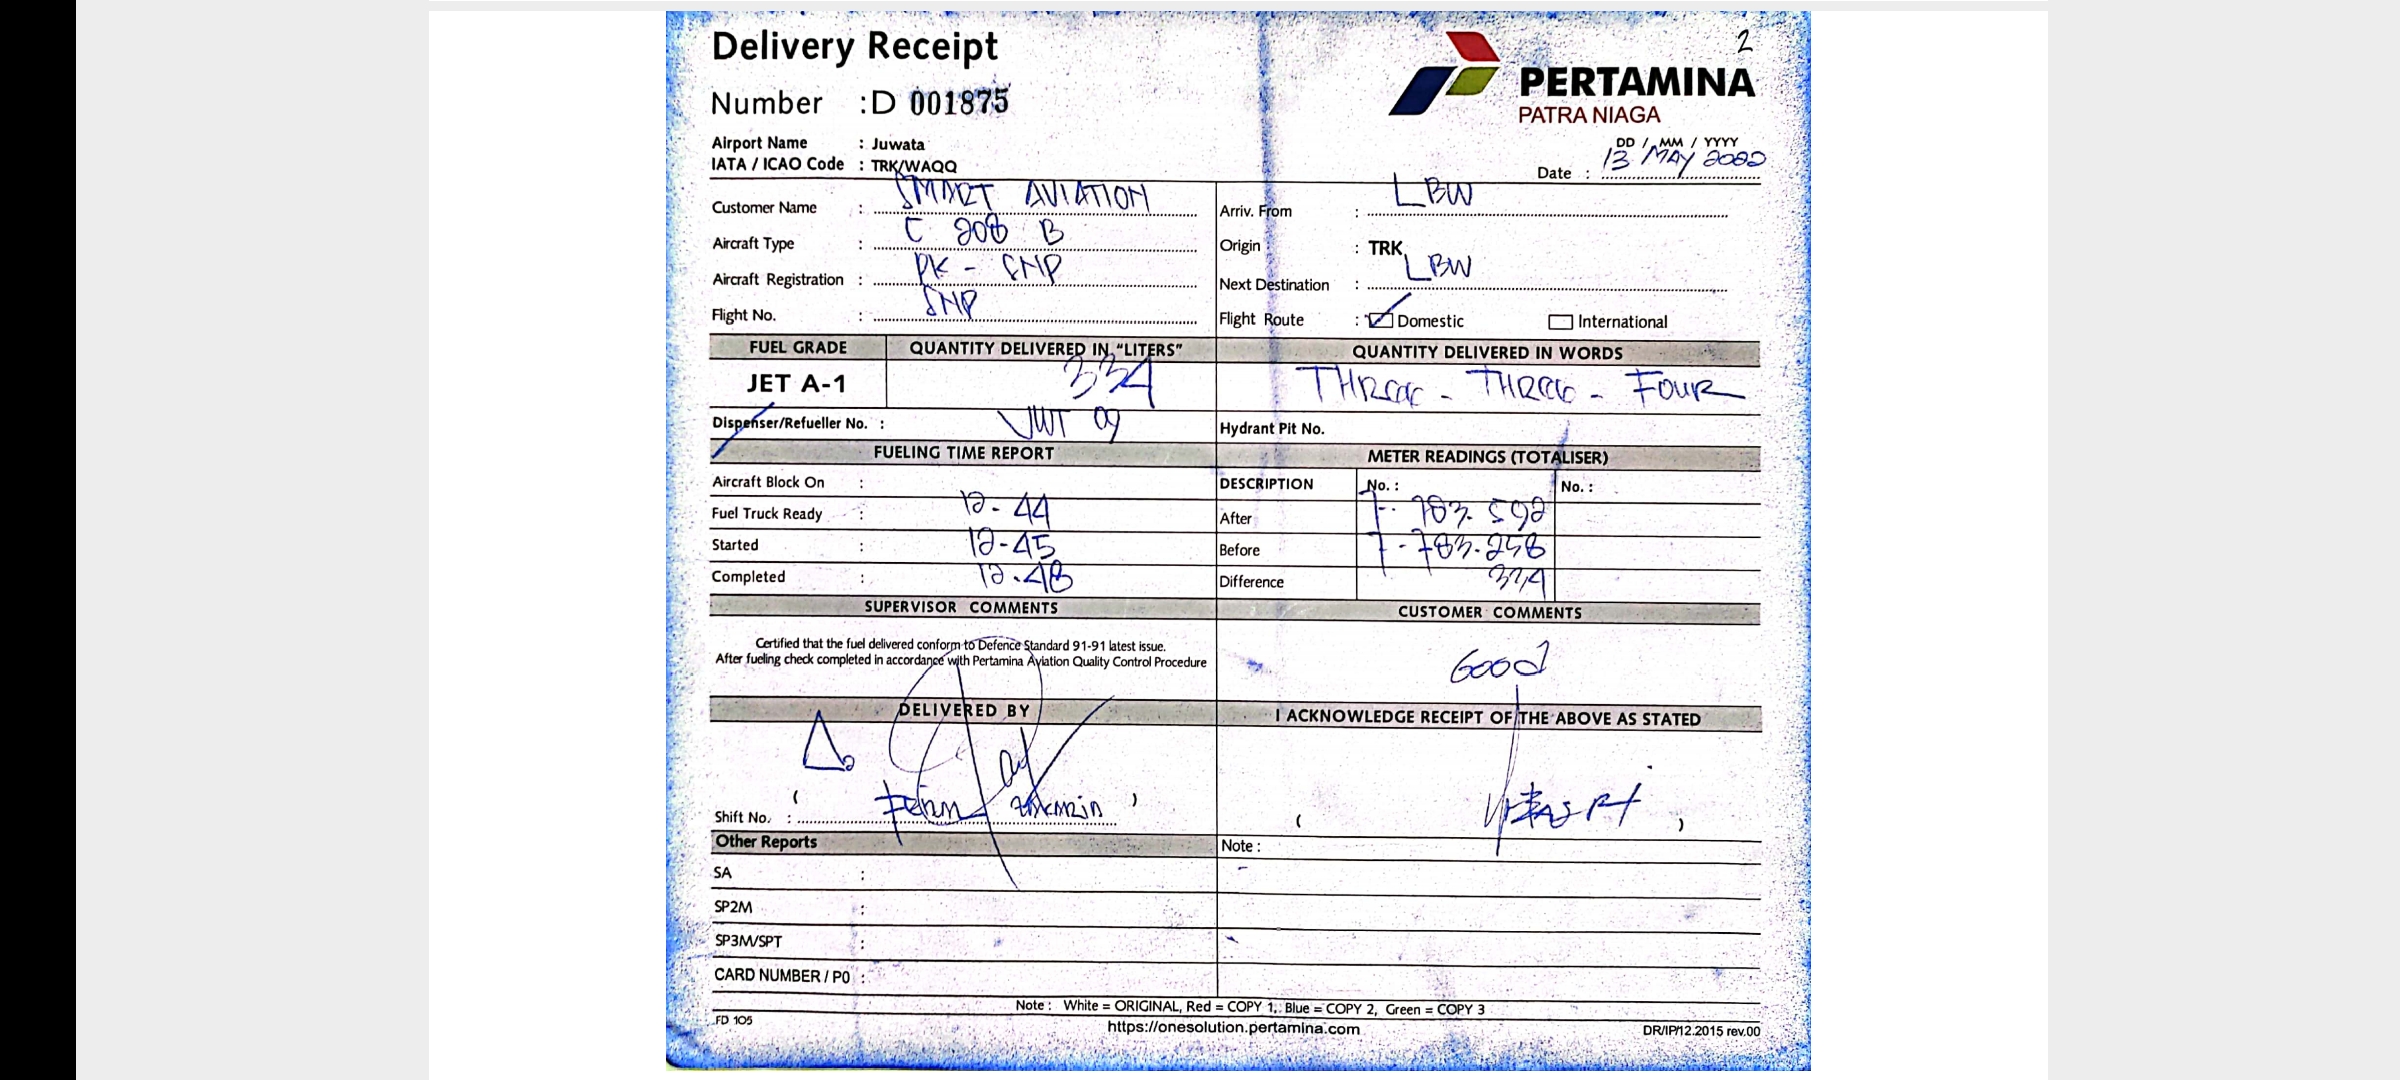 Delivery Receipt
2
PERTAMINA
PATRA NIAGA
Number : D 001875
Airport Name : Juwata
IATA / ICAO Code : TRK/WAQQ
DD / MM / YYYY
Date : 13 MAY 2022
Customer Name : SMART AVIATION
Arriv. From : LBW
Aircraft Type : C 208 B
Origin : TRK
Aircraft Registration : PK - SNP
Next Destination : LBW
Flight No. : SNP
Flight Route : Domestic International
FUEL GRADE QUANTITY DELIVERED IN "LITERS" QUANTITY DELIVERED IN WORDS
JET A-1 334 THREE - THREE - FOUR
Dispenser/Refueller No. : JWT 09
Hydrant Pit No.
FUELING TIME REPORT METER READINGS (TOTALISER)
Aircraft Block On :
DESCRIPTION No. : No. :
Fuel Truck Ready : 12-44
After 7. 783. 592
Started : 12-45
Before 7 - 783.258
Completed : 12.48
Difference 334
SUPERVISOR COMMENTS CUSTOMER COMMENTS
Certified that the fuel delivered conform to Defence Standard 91-91 latest issue.
After fueling check completed in accordance with Pertamina Aviation Quality Control Procedure
Good
DELIVERED BY I ACKNOWLEDGE RECEIPT OF THE ABOVE AS STATED
Shift No. : ( )
( )
Other Reports
Note :
SA :
SP2M :
SP3M/SPT :
CARD NUMBER / PO :
Note : White = ORIGINAL, Red = COPY 1, Blue = COPY 2, Green = COPY 3
FD 105
https://onesolution.pertamina.com
DR/IP/12.2015 rev.00